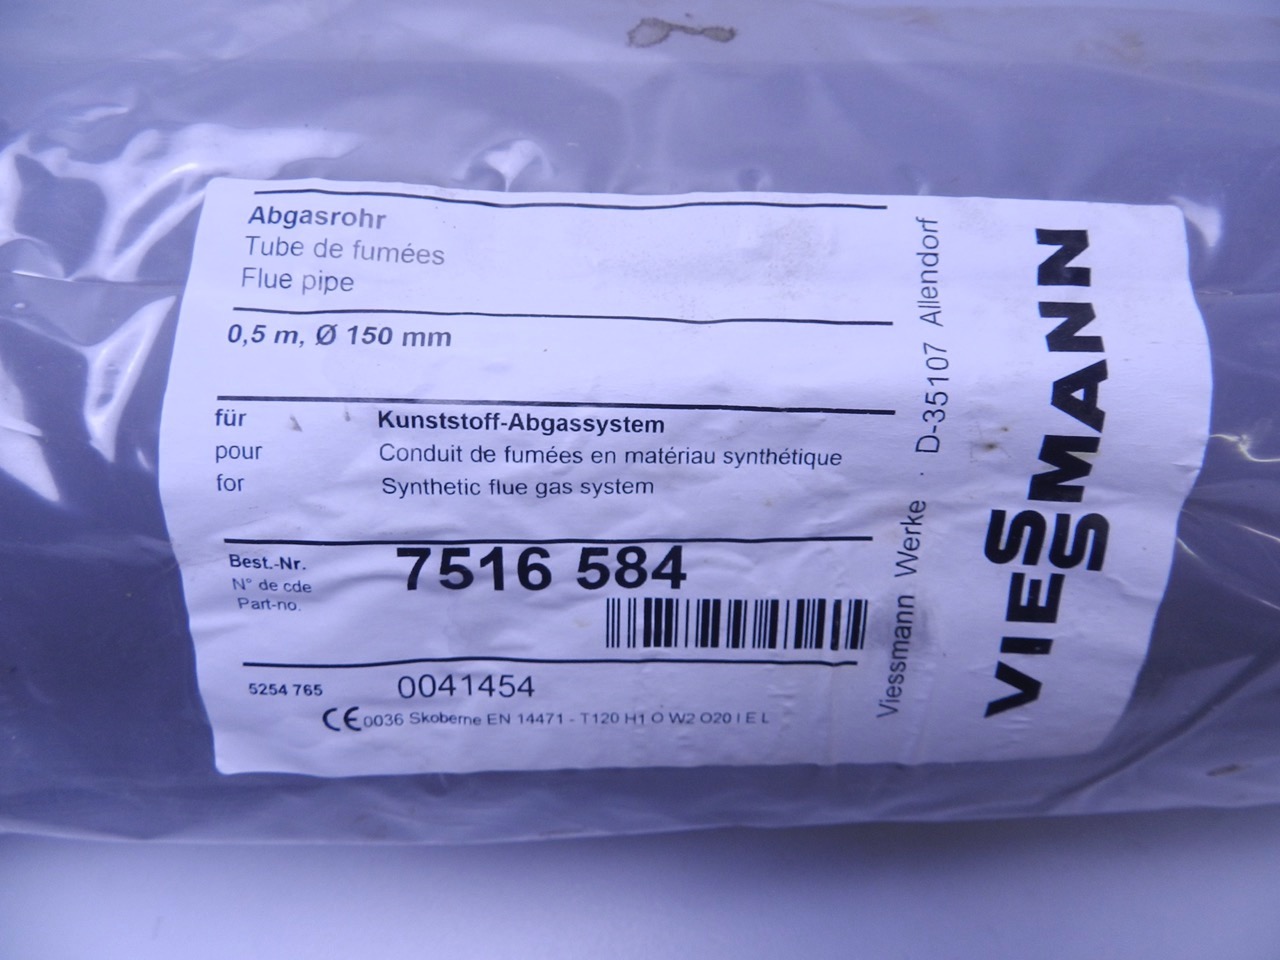 Abgasrohr
Tube de fumées
Flue pipe
0,5 m, Ø 150 mm
für Kunststoff-Abgassystem
pour Conduit de fumées en matériau synthétique
for Synthetic flue gas system
Best.-Nr. 7516 584
N° de cde
Part-no.
5254 765 0041454
CE 0036 Skoberne EN 14471 - T120 H1 O W2 O20 I E L
Viessmann Werke · D-35107 Allendorf
VIESSMANN